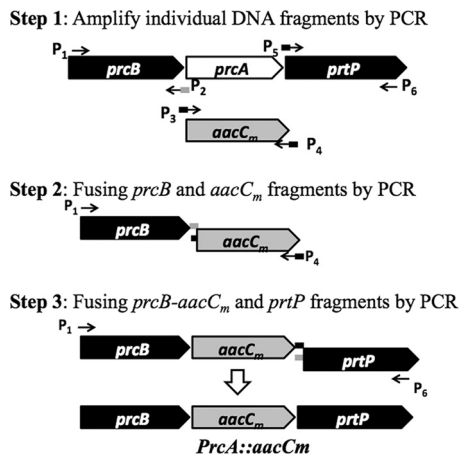 Step 1: Amplify individual DNA fragments by PCR
P1 P5
prcB prcA prtP
P2 P6
P3
aacCm
P4
Step 2: Fusing prcB and aacCm fragments by PCR
P1
prcB aacCm
P4
Step 3: Fusing prcB-aacCm and prtP fragments by PCR
P1
prcB aacCm prtP
P6
prcB aacCm prtP
PrcA::aacCm